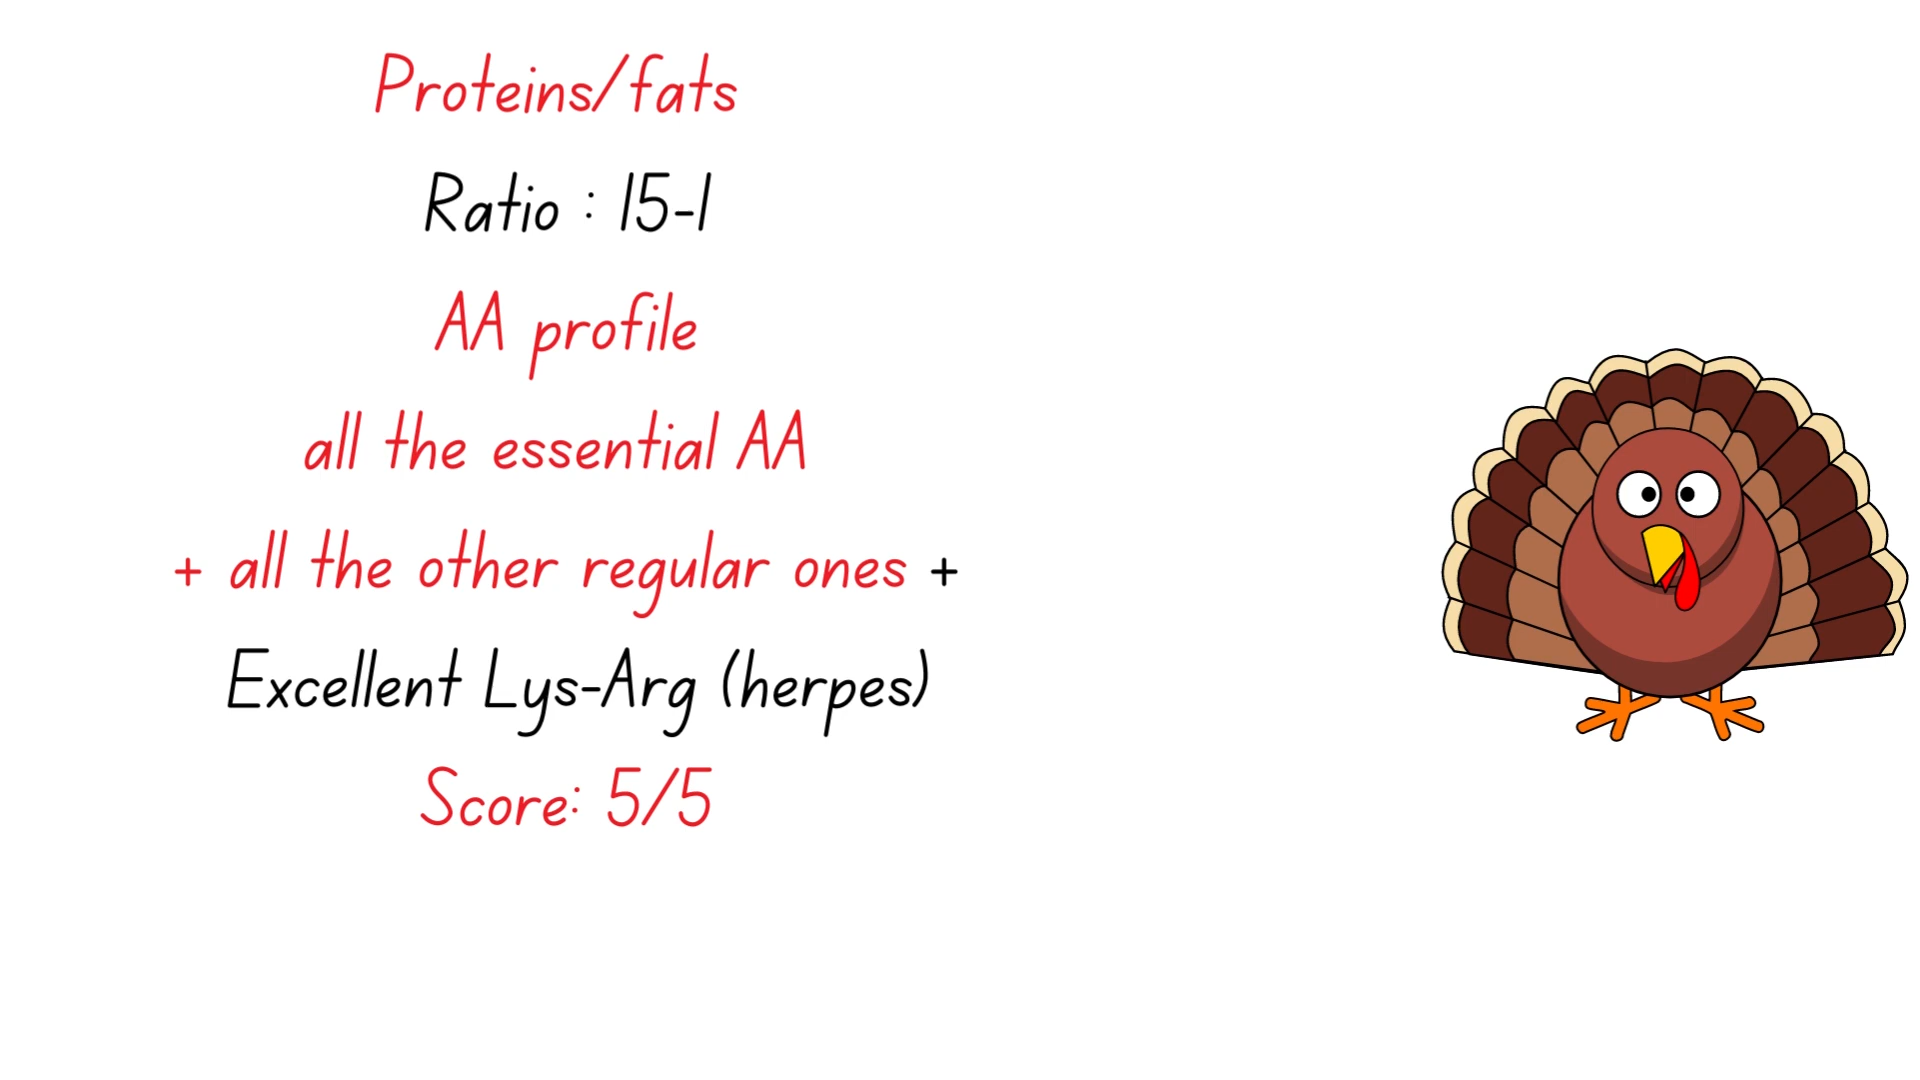 Proteins/fats
Ratio : 15-1
AA profile
all the essential AA
+ all the other regular ones +
Excellent Lys-Arg (herpes)
Score: 5/5